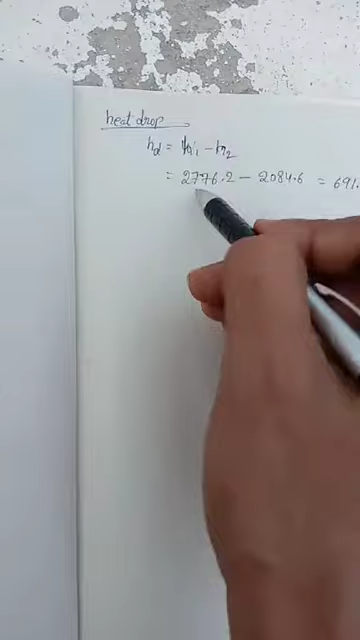 heat drop
hd = h1 - h2
= 2776.2 - 2084.6 = 691.